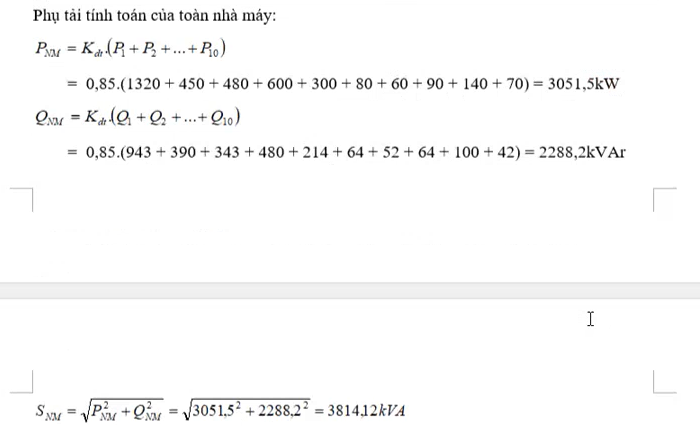 Phụ tải tính toán của toàn nhà máy:
P_NM = K_đt.(P_1 + P_2 + ...+ P_10)
= 0,85.(1320 + 450 + 480 + 600 + 300 + 80 + 60 + 90 + 140 + 70) = 3051,5kW
Q_NM = K_đt.(Q_1 + Q_2 + ...+ Q_10)
= 0,85.(943 + 390 + 343 + 480 + 214 + 64 + 52 + 64 + 100 + 42) = 2288,2kVAr
S_NM = √(P_NM^2 + Q_NM^2) = √(3051,5^2 + 2288,2^2) = 3814,12kVA